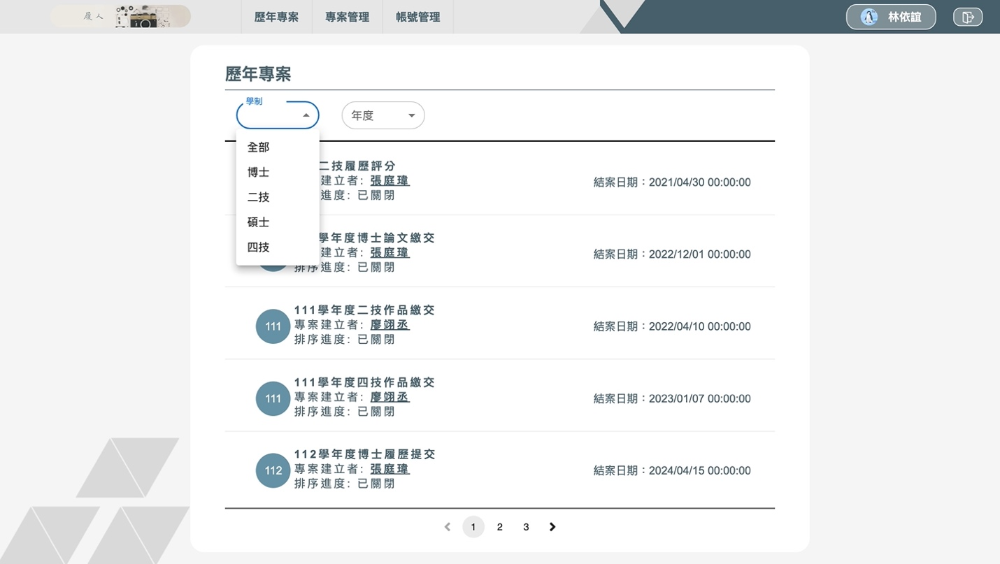 履人
歷年專案
專案管理
帳號管理
林依誼
歷年專案
學制
年度
全部
博士
二技
碩士
四技
二技履歷評分
建立者: 張庭瑋
進度: 已關閉
結案日期：2021/04/30 00:00:00
學年度博士論文繳交
建立者: 張庭瑋
排序進度: 已關閉
結案日期：2022/12/01 00:00:00
111
111學年度二技作品繳交
專案建立者: 廖翊丞
排序進度: 已關閉
結案日期：2022/04/10 00:00:00
111
111學年度四技作品繳交
專案建立者: 廖翊丞
排序進度: 已關閉
結案日期：2023/01/07 00:00:00
112
112學年度博士履歷提交
專案建立者: 張庭瑋
排序進度: 已關閉
結案日期：2024/04/15 00:00:00
1 2 3